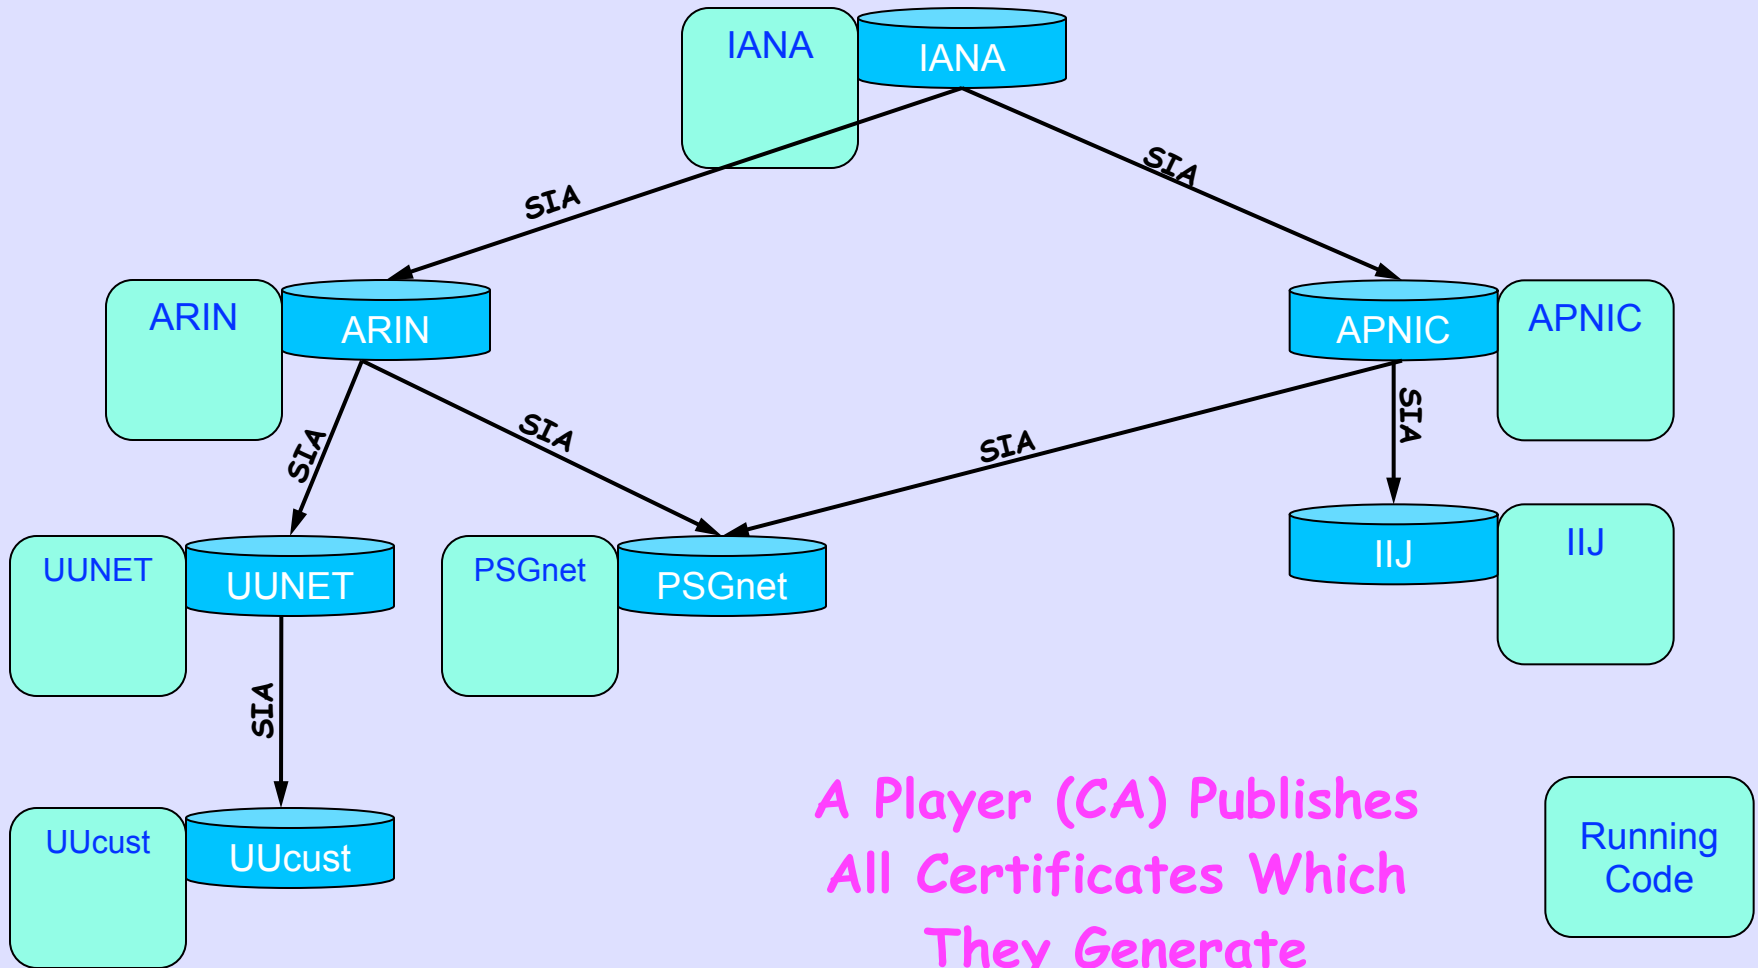 IANA
IANA
SIA
SIA
ARIN
ARIN
APNIC
APNIC
SIA
SIA
SIA
SIA
UUNET
UUNET
PSGnet
PSGnet
IIJ
IIJ
SIA
UUcust
UUcust
A Player (CA) Publishes
All Certificates Which
They Generate
Running
Code